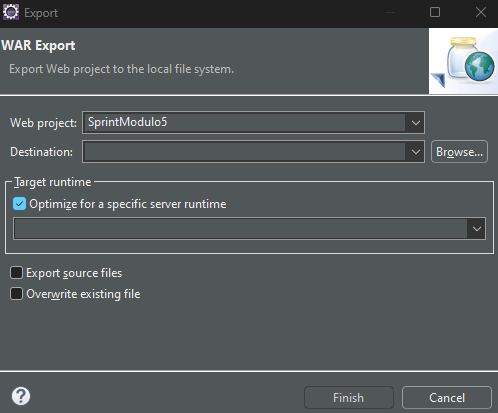 Export
WAR Export
Export Web project to the local file system.
Web project: SprintModulo5
Destination: Browse...
Target runtime
Optimize for a specific server runtime
Export source files
Overwrite existing file
? Finish Cancel